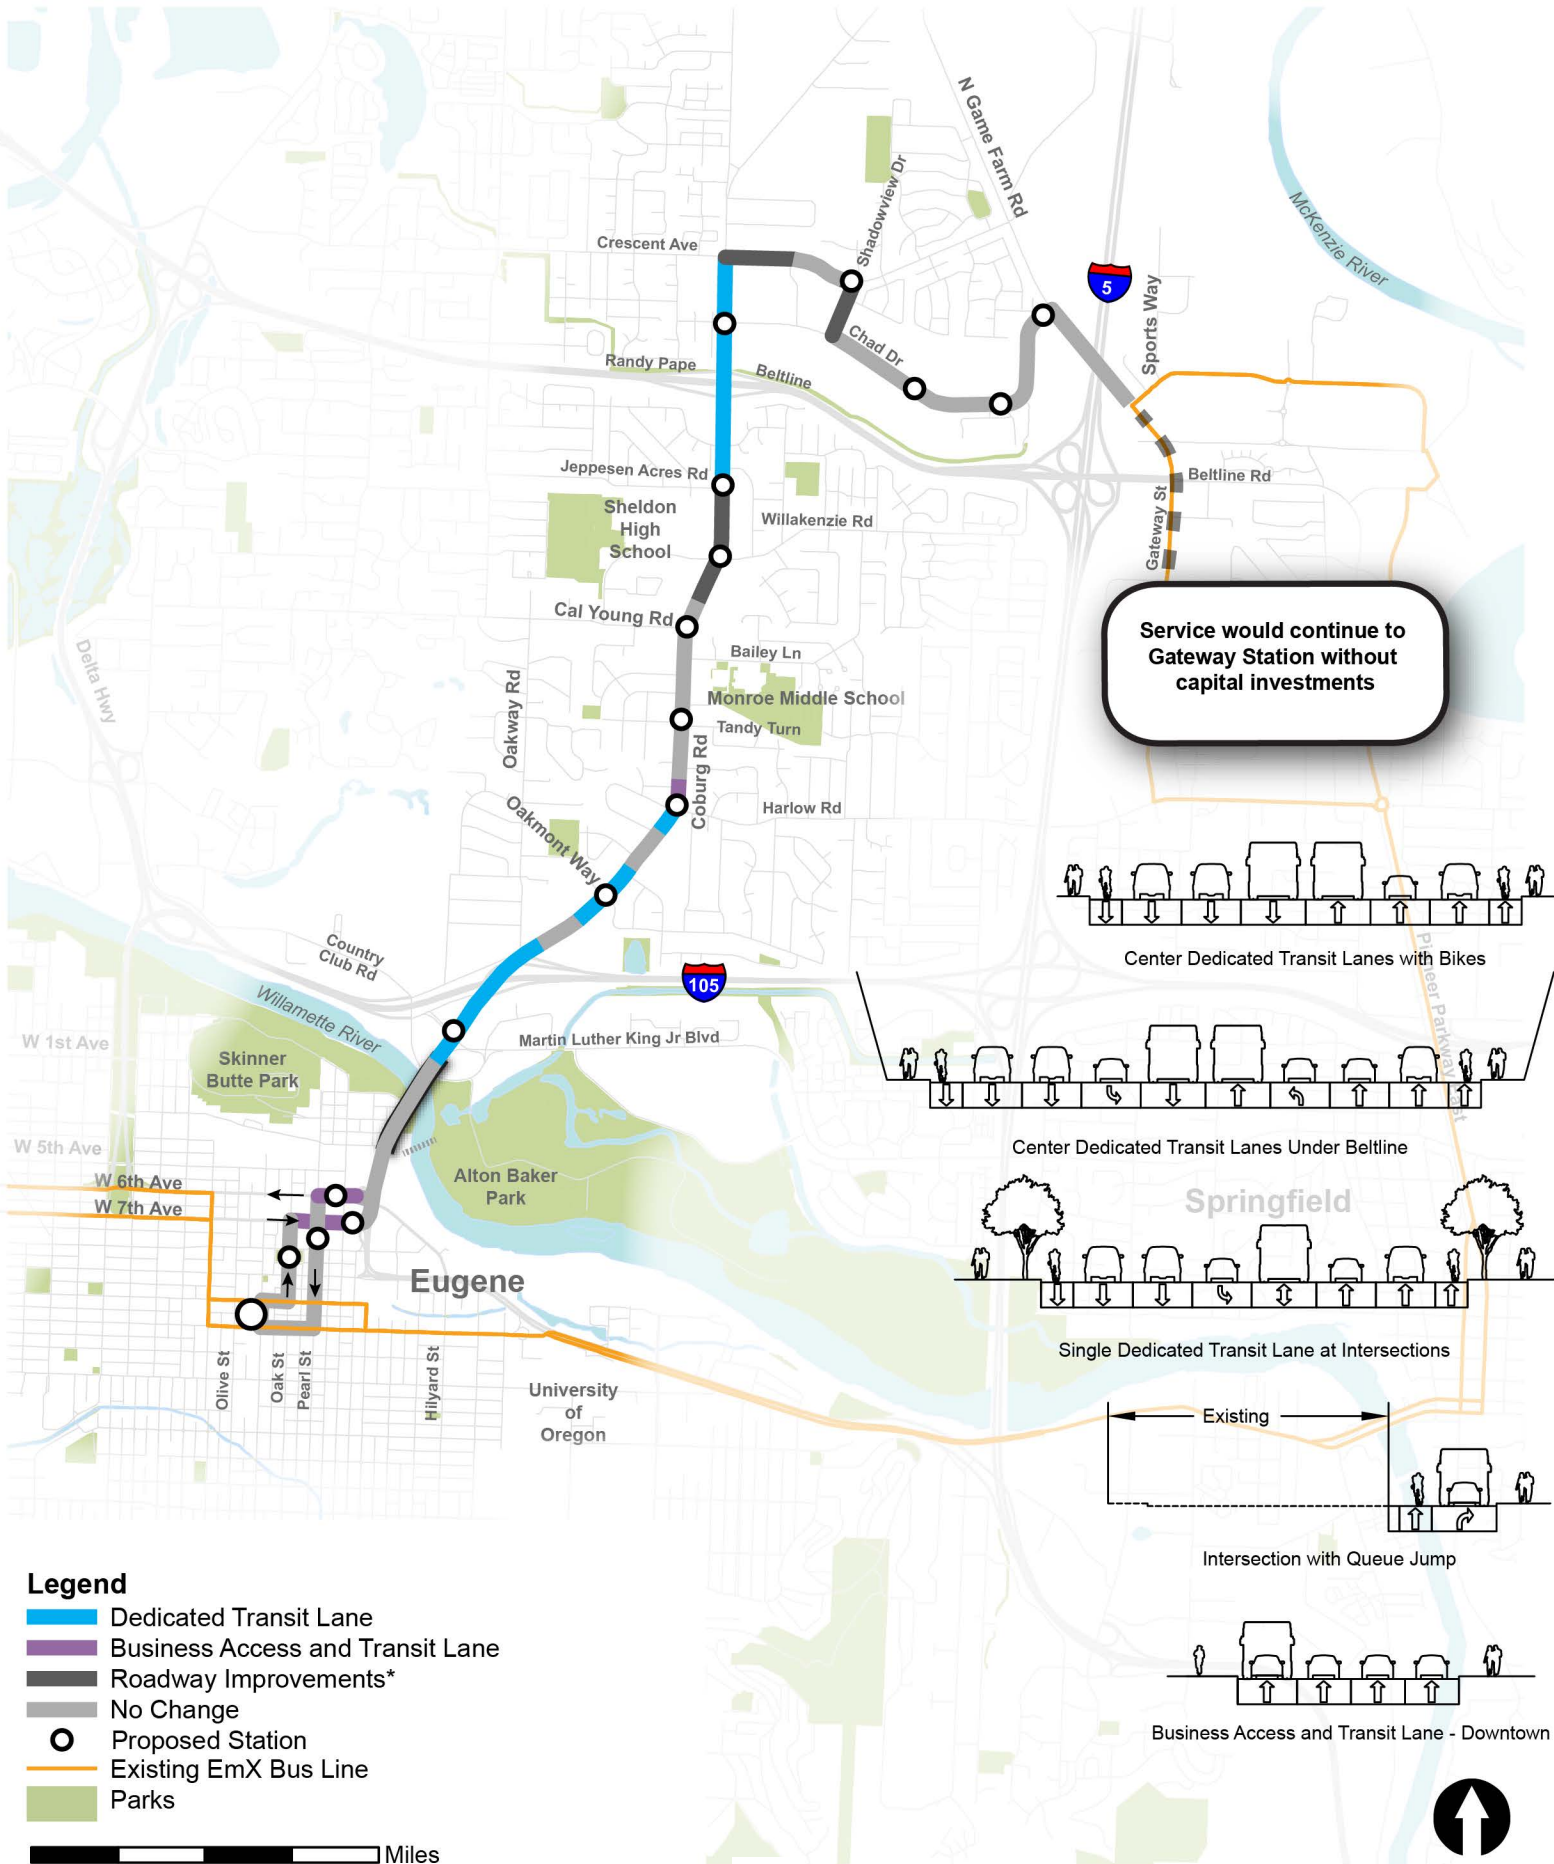 N Game Farm Rd
McKenzie River
Shadowview Dr
Crescent Ave
5
Sports Way
Chad Dr
Randy Pape
Beltline
Jeppesen Acres Rd
Beltline Rd
Sheldon
High
School
Willakenzie Rd
Gateway St
Cal Young Rd
Service would continue to
Gateway Station without
capital investments
Delta Hwy
Bailey Ln
Oakway Rd
Monroe Middle School
Tandy Turn
Coburg Rd
Harlow Rd
Oakmont Way
Country
Club Rd
Center Dedicated Transit Lanes with Bikes
105
Willamette River
Pioneer Parkway East
W 1st Ave
Martin Luther King Jr Blvd
Skinner
Butte Park
W 5th Ave
Center Dedicated Transit Lanes Under Beltline
W 6th Ave
W 7th Ave
Alton Baker
Park
Springfield
Eugene
Single Dedicated Transit Lane at Intersections
Olive St
Oak St
Pearl St
Hilyard St
University
of
Oregon
Existing
Intersection with Queue Jump
Legend
Dedicated Transit Lane
Business Access and Transit Lane
Roadway Improvements*
No Change
Proposed Station
Existing EmX Bus Line
Parks
Miles
Business Access and Transit Lane - Downtown